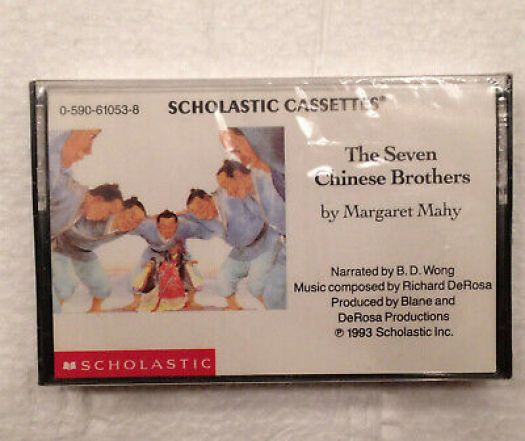 0-590-61053-8
SCHOLASTIC CASSETTES®
The Seven
Chinese Brothers
by Margaret Mahy
Narrated by B. D. Wong
Music composed by Richard DeRosa
Produced by Blane and
DeRosa Productions
℗ 1993 Scholastic Inc.
SCHOLASTIC